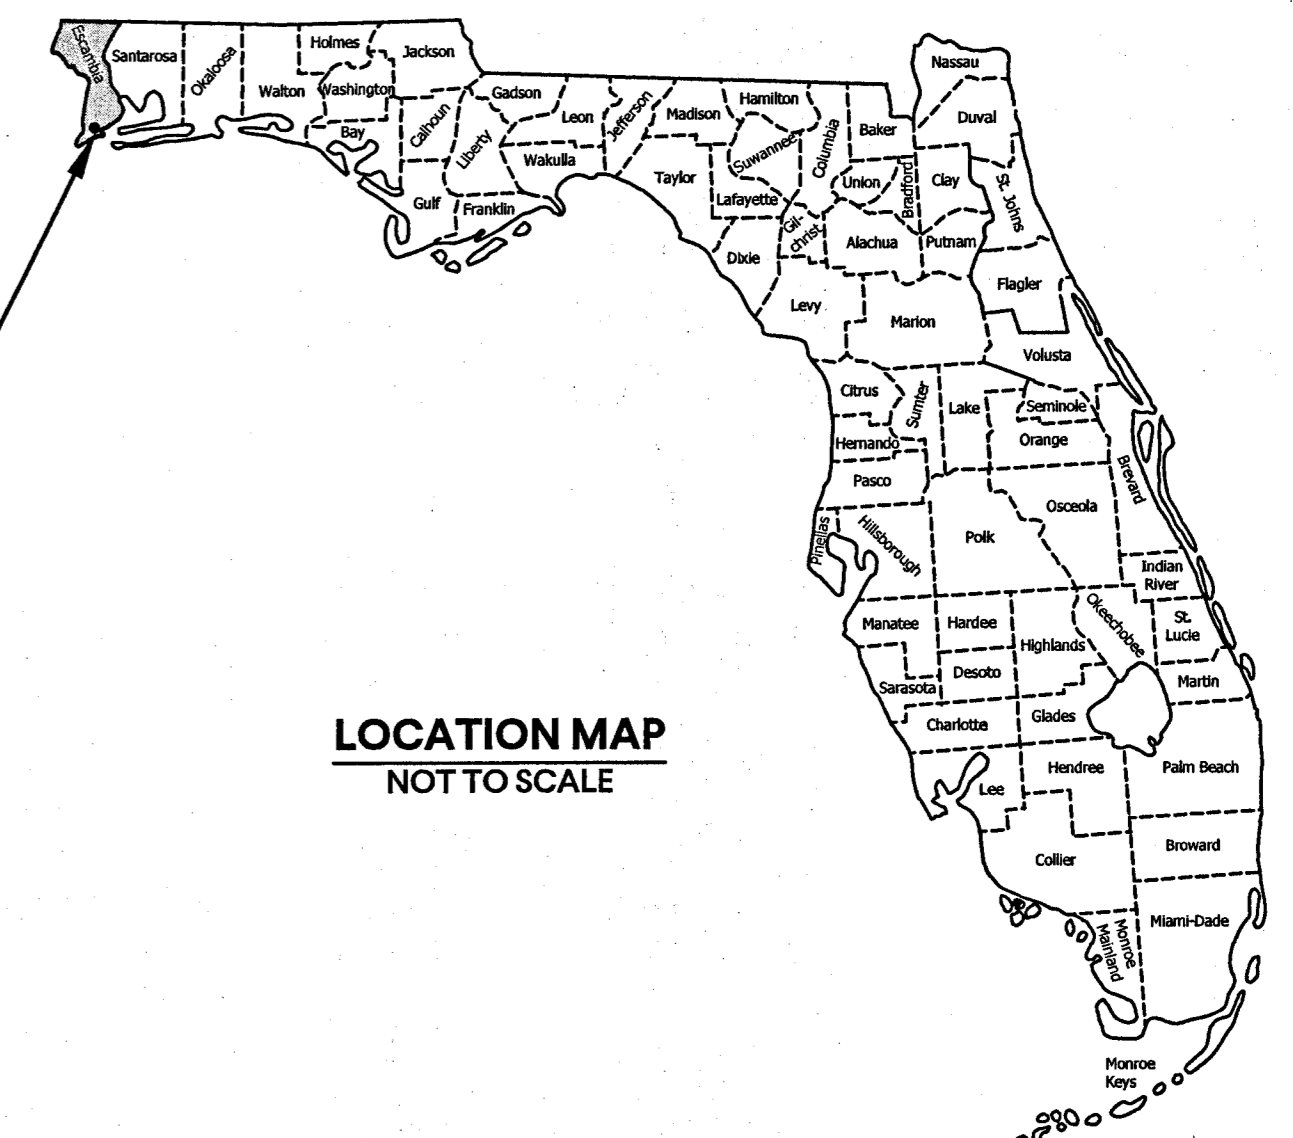 Escambia
Santarosa
Okaloosa
Walton
Holmes
Washington
Jackson
Bay
Calhoun
Gulf
Liberty
Gadson
Franklin
Leon
Wakulla
Jefferson
Madison
Taylor
Hamilton
Suwannee
Lafayette
Dixie
Columbia
Gil-
christ
Baker
Union
Bradford
Alachua
Nassau
Duval
Clay
St. Johns
Putnam
Flagler
Levy
Marion
Volusta
Citrus
Sumter
Lake
Seminole
Orange
Hernando
Pasco
Brevard
Osceola
Pinellas
Hillsborough
Polk
Indian
River
Okeechobee
St.
Lucie
Manatee
Hardee
Highlands
Desoto
Sarasota
Martin
Charlotte
Glades
LOCATION MAP
NOT TO SCALE
Lee
Hendree
Palm Beach
Collier
Broward
Miami-Dade
Monroe
Mainland
Monroe
Keys